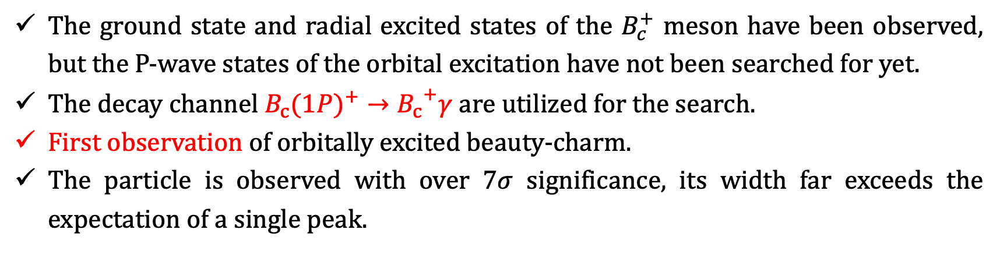 ✓ The ground state and radial excited states of the $B_c^+$ meson have been observed,
but the P-wave states of the orbital excitation have not been searched for yet.
✓ The decay channel $B_c(1P)^+ \to B_c^+\gamma$ are utilized for the search.
✓ First observation of orbitally excited beauty-charm.
✓ The particle is observed with over 7σ significance, its width far exceeds the
expectation of a single peak.